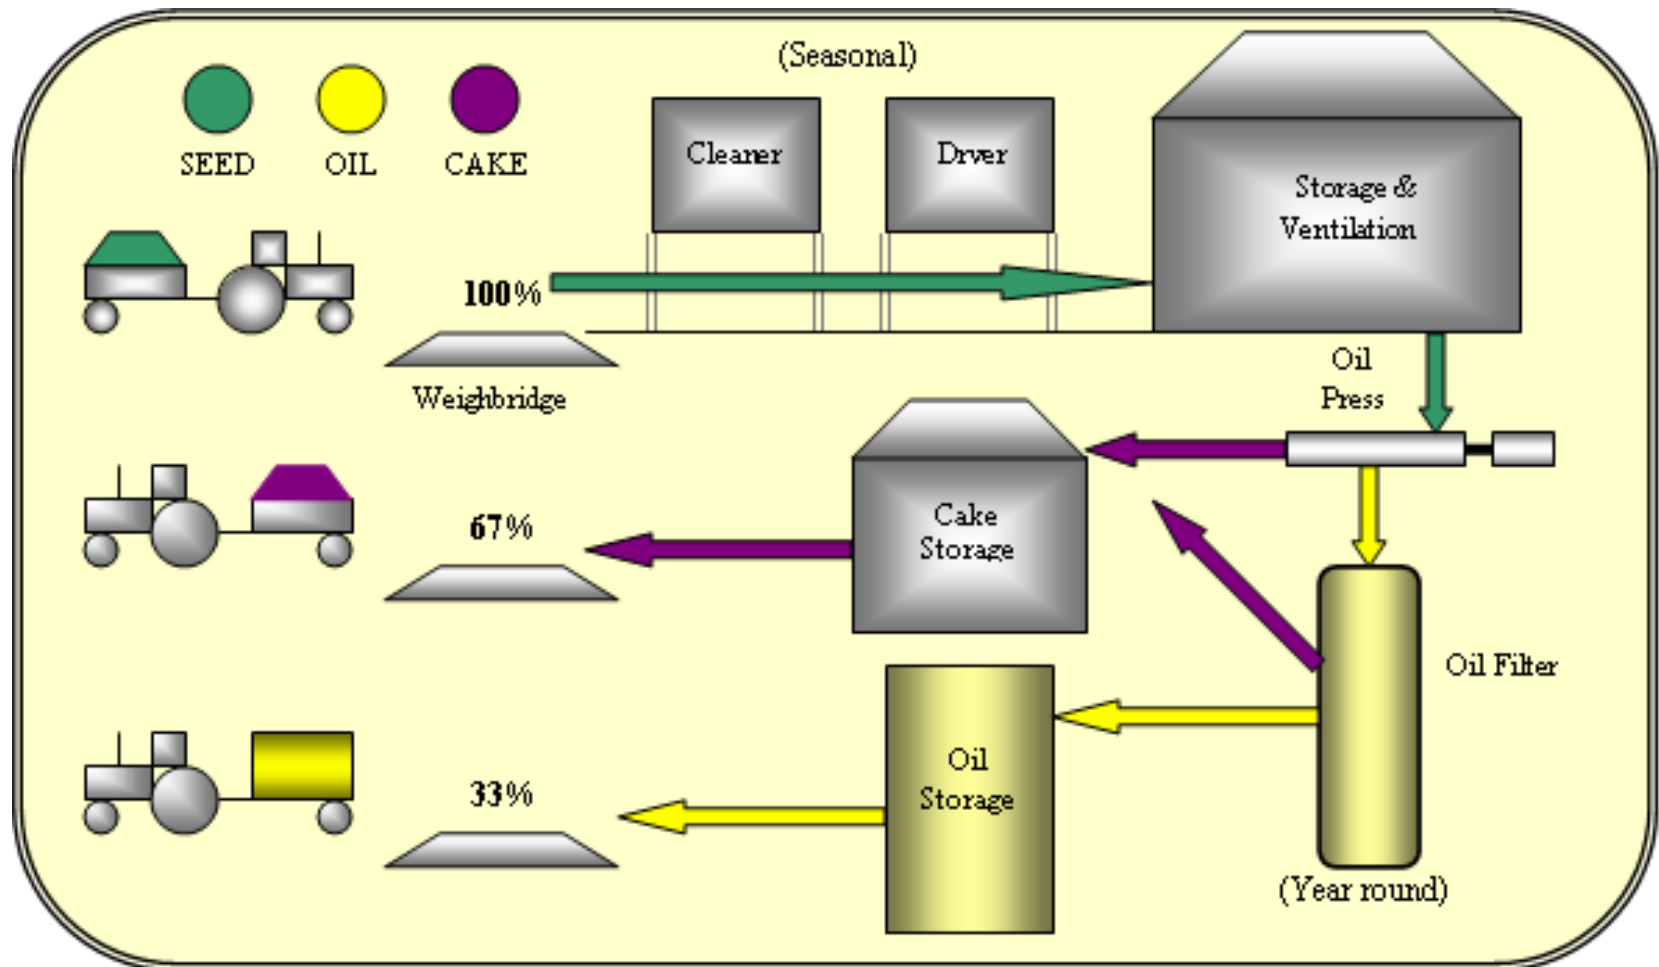 (Seasonal)
SEED OIL CAKE
Cleaner
Dryer
Storage &
Ventilation
100%
Weighbridge
Oil
Press
67%
Cake
Storage
Oil Filter
33%
Oil
Storage
(Year round)